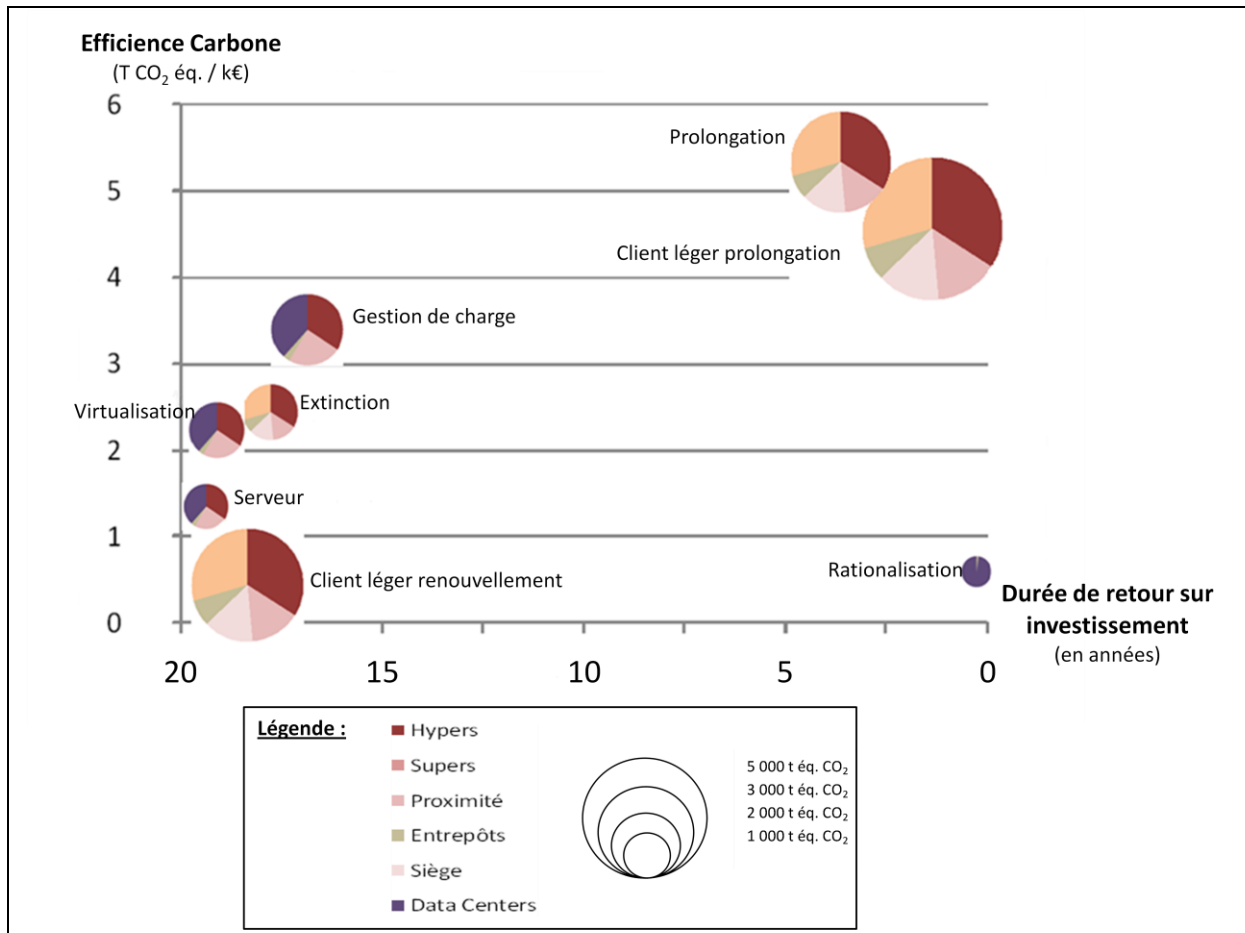 Efficience Carbone
(T CO₂ éq. / k€)
6
5
4
3
2
1
0
Prolongation
Client léger prolongation
Gestion de charge
Extinction
Virtualisation
Serveur
Client léger renouvellement
Rationalisation
20 15 10 5 0
Durée de retour sur
investissement
(en années)
Légende :
Hypers
Supers
Proximité
Entrepôts
Siège
Data Centers
5 000 t éq. CO₂
3 000 t éq. CO₂
2 000 t éq. CO₂
1 000 t éq. CO₂